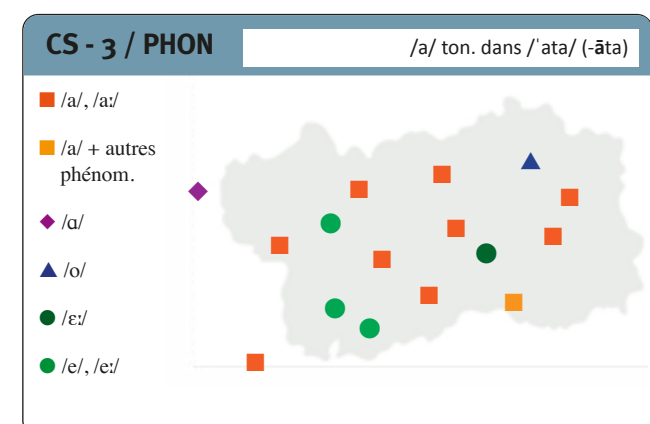 CS - 3 / PHON
/a/ ton. dans /ˈata/ (-āta)
/a/, /aː/
/a/ + autres
phénom.
/ɑ/
/o/
/ɛː/
/e/, /eː/